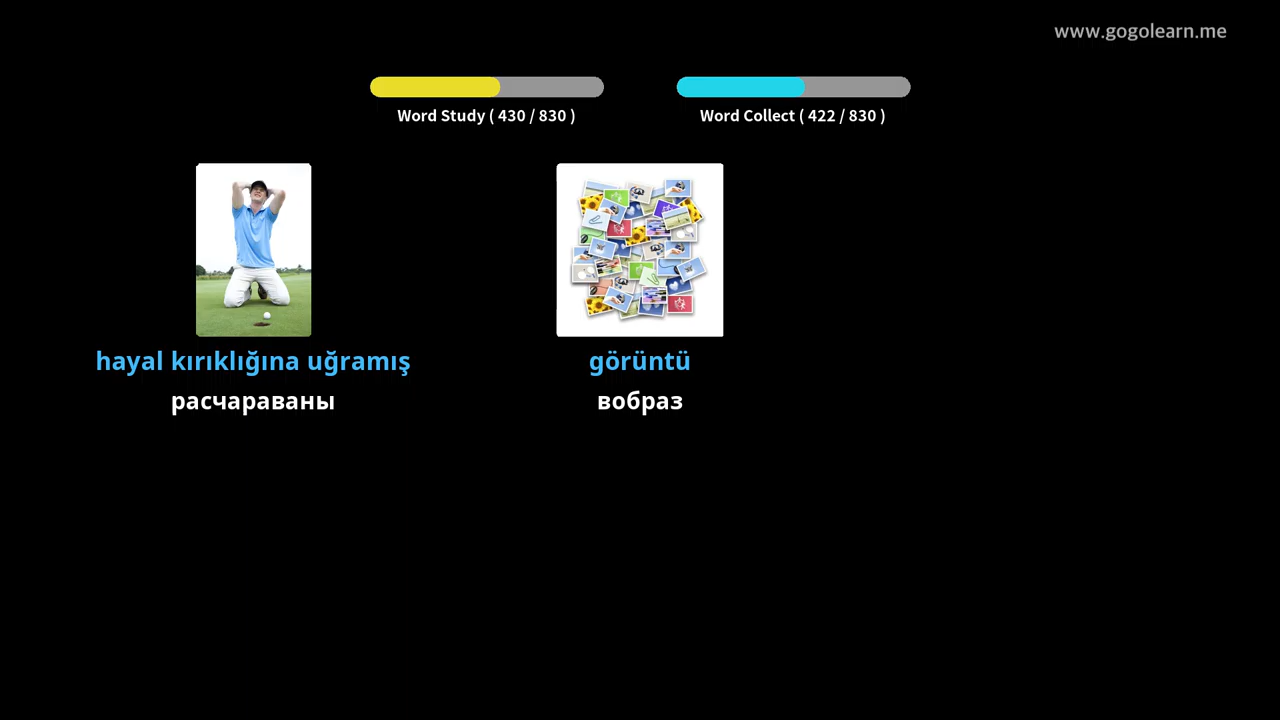 www.gogolearn.me
Word Study ( 430 / 830 )
Word Collect ( 422 / 830 )
hayal kırıklığına uğramış
расчараваны
görüntü
вобраз